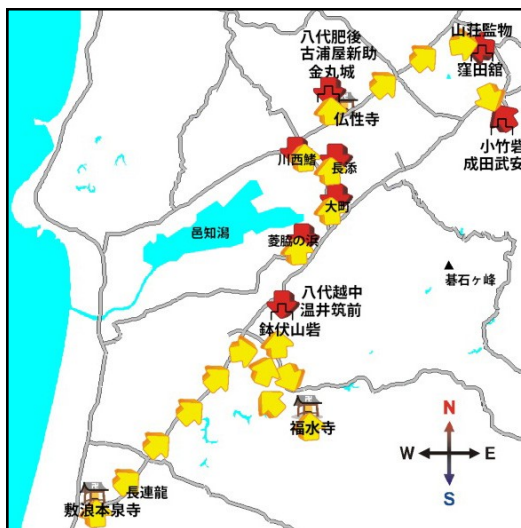 山荘監物
窪田舘
八代肥後
古浦屋新助
金丸城
仏性寺
小竹砦
成田武安
川西鰭
長添
大町
邑知潟
菱脇の浜
碁石ヶ峰
八代越中
温井筑前
鉢伏山砦
福水寺
長連龍
敷浪本泉寺
N
W
E
S